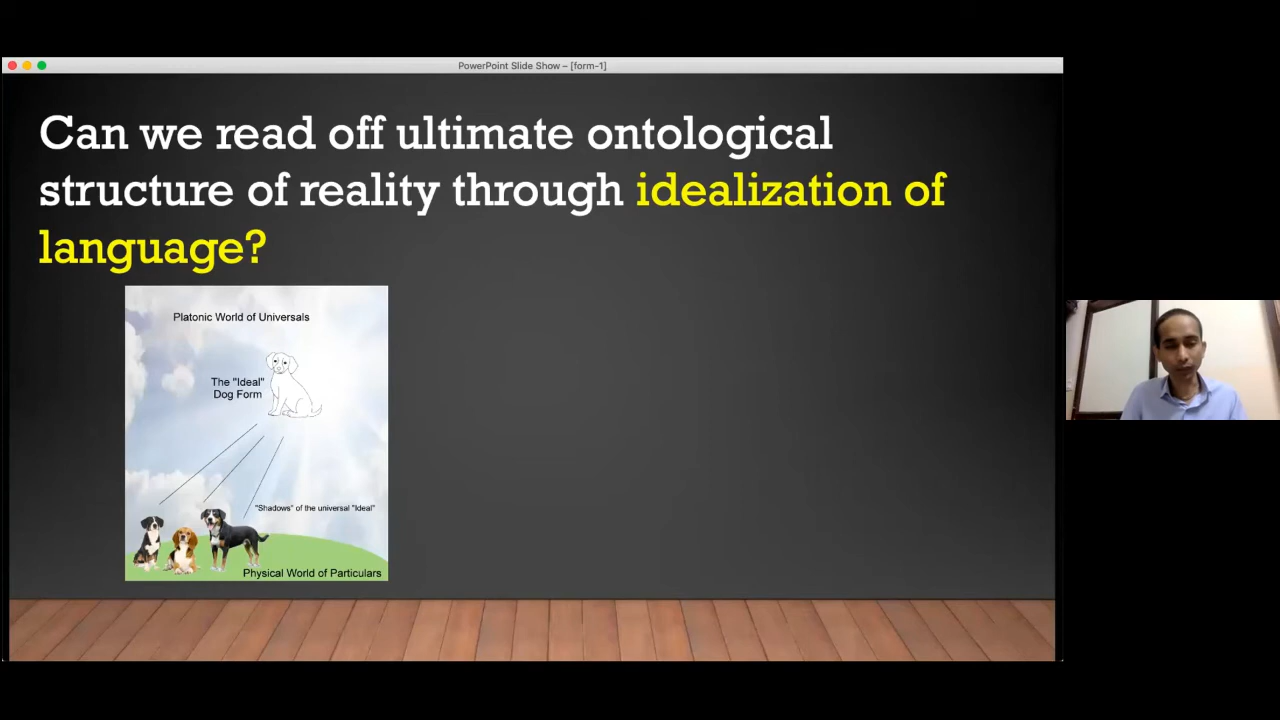 PowerPoint Slide Show – [form-1]
Can we read off ultimate ontological
structure of reality through idealization of
language?
Platonic World of Universals
The "Ideal"
Dog Form
"Shadows" of the universal "Ideal"
Physical World of Particulars